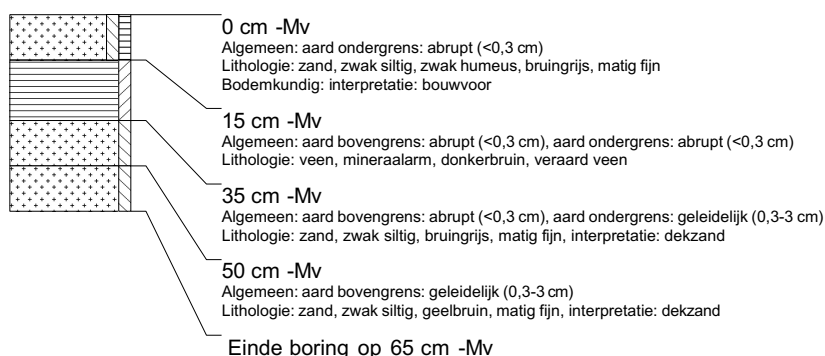 0 cm -Mv
Algemeen: aard ondergrens: abrupt (<0,3 cm)
Lithologie: zand, zwak siltig, zwak humeus, bruingrijs, matig fijn
Bodemkundig: interpretatie: bouwvoor
15 cm -Mv
Algemeen: aard bovengrens: abrupt (<0,3 cm), aard ondergrens: abrupt (<0,3 cm)
Lithologie: veen, mineraalarm, donkerbruin, veraard veen
35 cm -Mv
Algemeen: aard bovengrens: abrupt (<0,3 cm), aard ondergrens: geleidelijk (0,3-3 cm)
Lithologie: zand, zwak siltig, bruingrijs, matig fijn, interpretatie: dekzand
50 cm -Mv
Algemeen: aard bovengrens: geleidelijk (0,3-3 cm)
Lithologie: zand, zwak siltig, geelbruin, matig fijn, interpretatie: dekzand
Einde boring op 65 cm -Mv